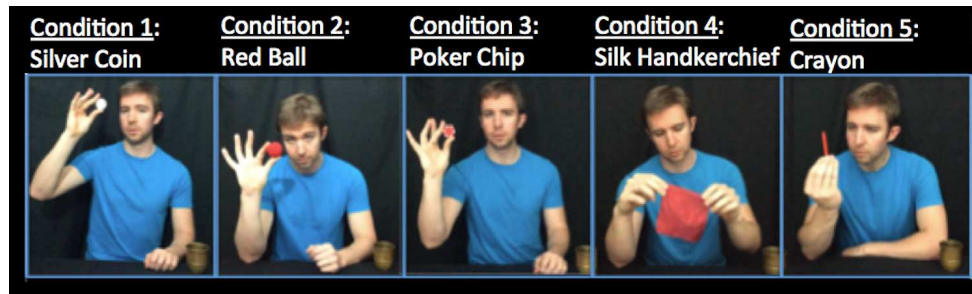 Condition 1:
Silver Coin
Condition 2:
Red Ball
Condition 3:
Poker Chip
Condition 4:
Silk Handkerchief
Condition 5:
Crayon